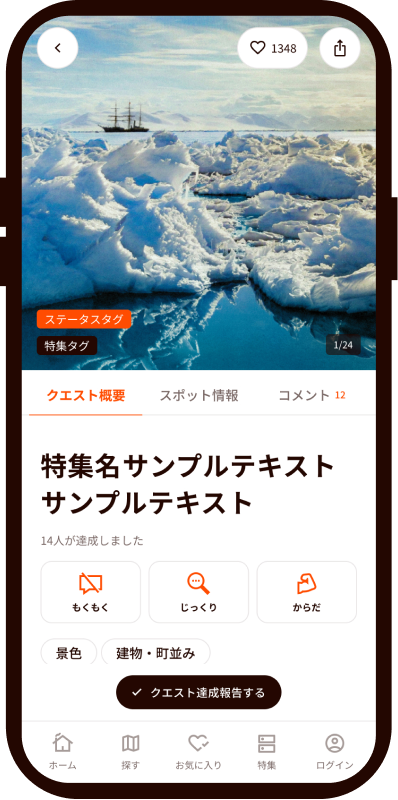 1348
ステータスタグ
特集タグ
1/24
クエスト概要 スポット情報 コメント 12
特集名サンプルテキスト
サンプルテキスト
14人が達成しました
もくもく じっくり からだ
景色 建物・町並み
クエスト達成報告する
ホーム 探す お気に入り 特集 ログイン